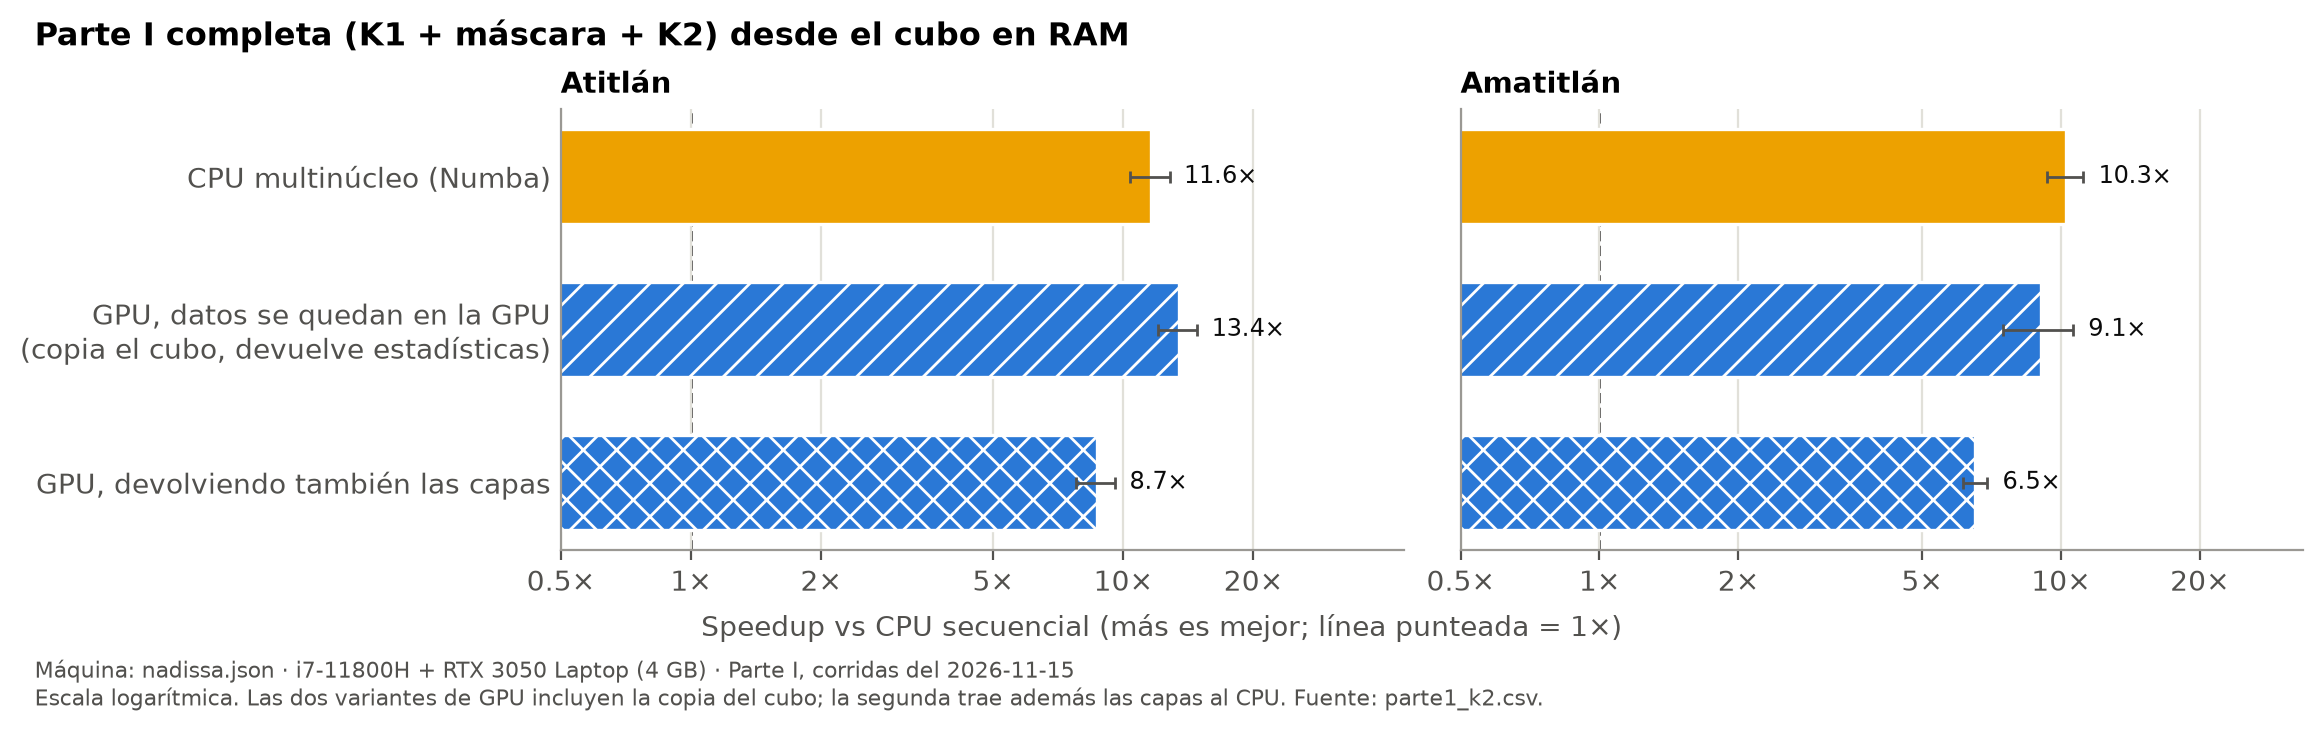 Parte I completa (K1 + máscara + K2) desde el cubo en RAM
Atitlán
Amatitlán
CPU multinúcleo (Numba)
11.6×
10.3×
GPU, datos se quedan en la GPU
(copia el cubo, devuelve estadísticas)
13.4×
9.1×
GPU, devolviendo también las capas
8.7×
6.5×
0.5× 1× 2× 5× 10× 20×
0.5× 1× 2× 5× 10× 20×
Speedup vs CPU secuencial (más es mejor; línea punteada = 1×)
Máquina: nadissa.json · i7-11800H + RTX 3050 Laptop (4 GB) · Parte I, corridas del 2026-11-15
Escala logarítmica. Las dos variantes de GPU incluyen la copia del cubo; la segunda trae además las capas al CPU. Fuente: parte1_k2.csv.